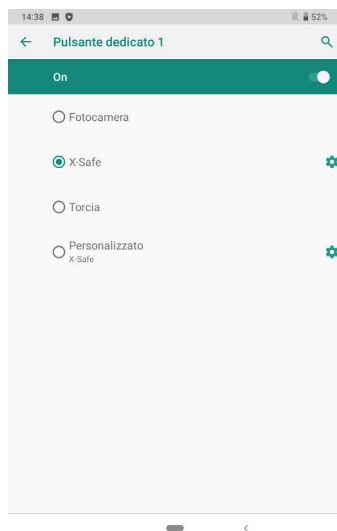 14:38
52%
Pulsante dedicato 1
On
Fotocamera
X-Safe
Torcia
Personalizzato
X-Safe